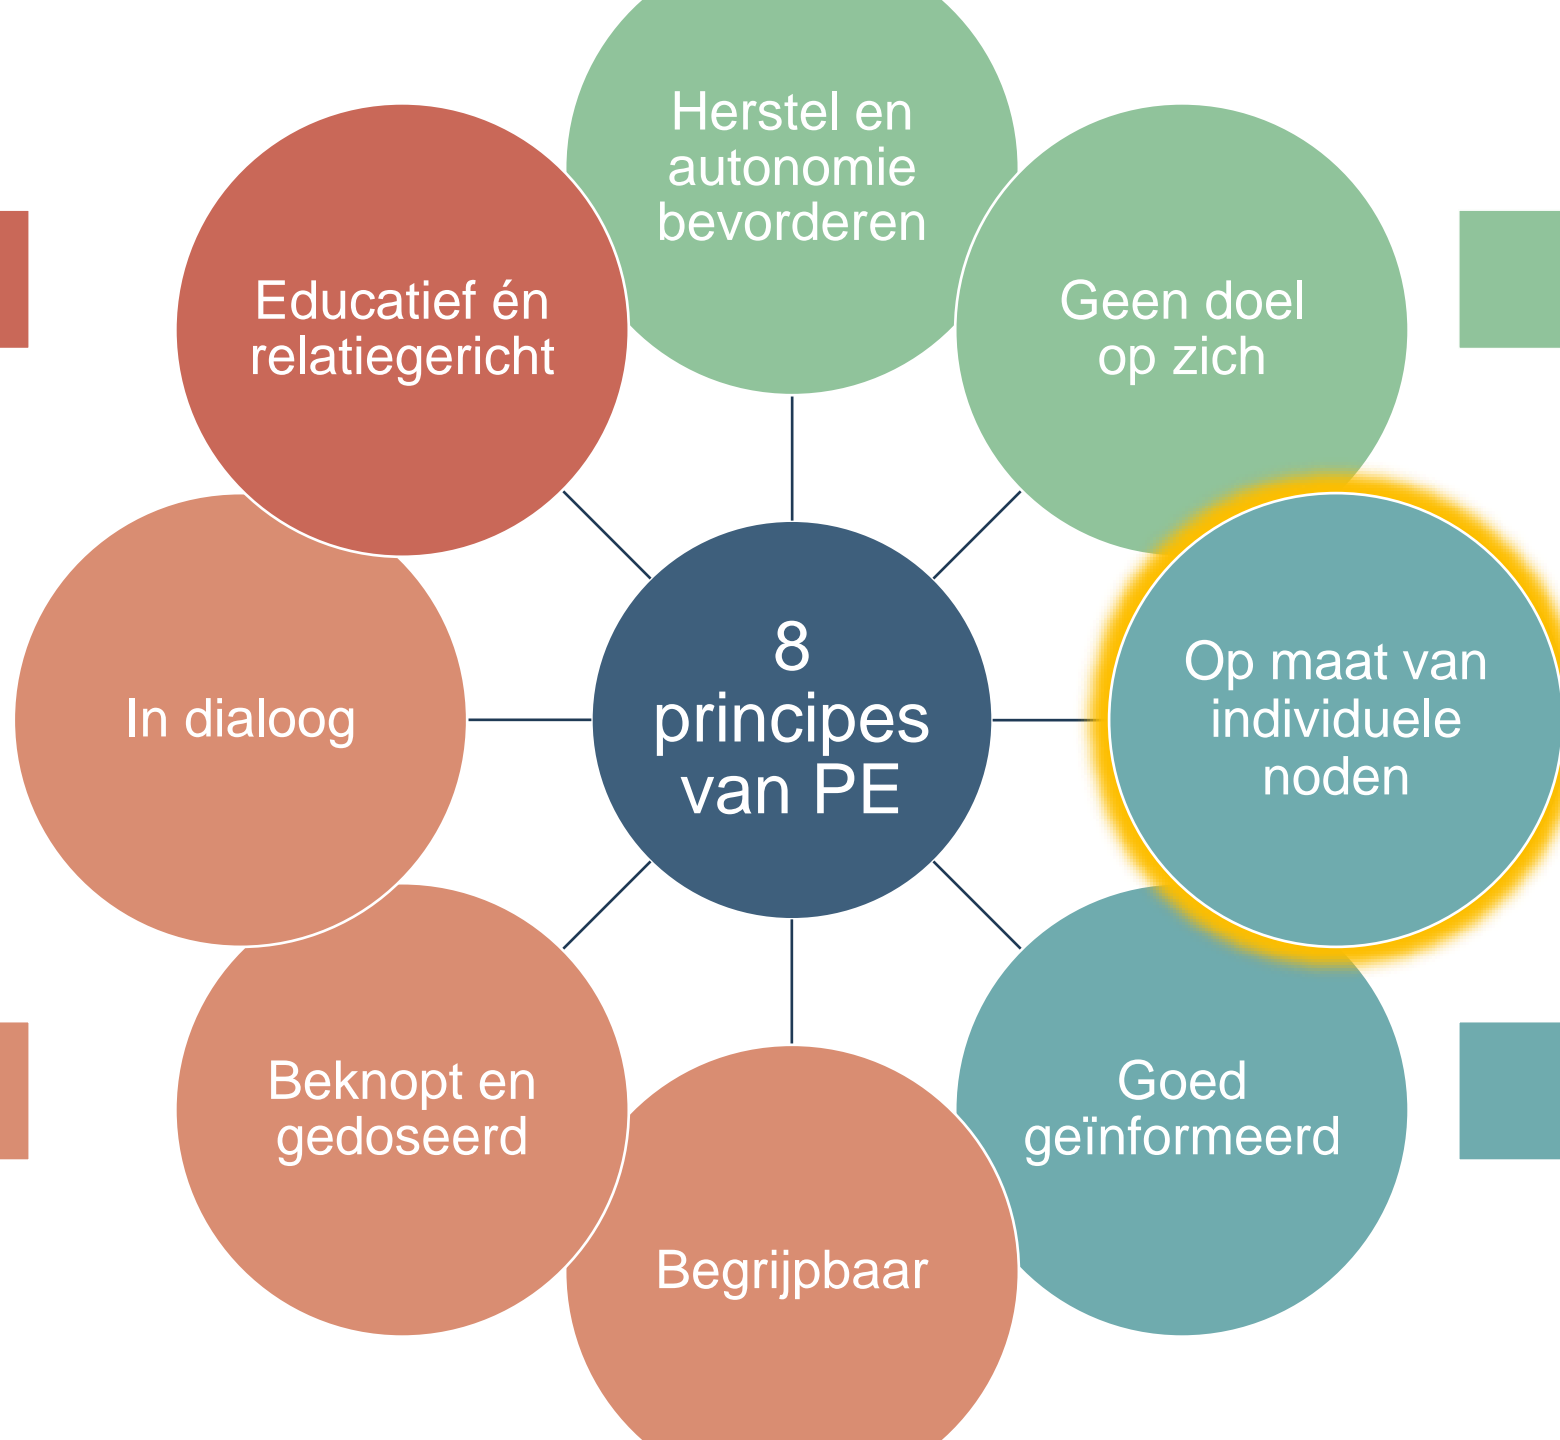 Herstel en
autonomie
bevorderen
Educatief én
relatiegericht
Geen doel
op zich
In dialoog
8
principes
van PE
Op maat van
individuele
noden
Beknopt en
gedoseerd
Goed
geïnformeerd
Begrijpbaar